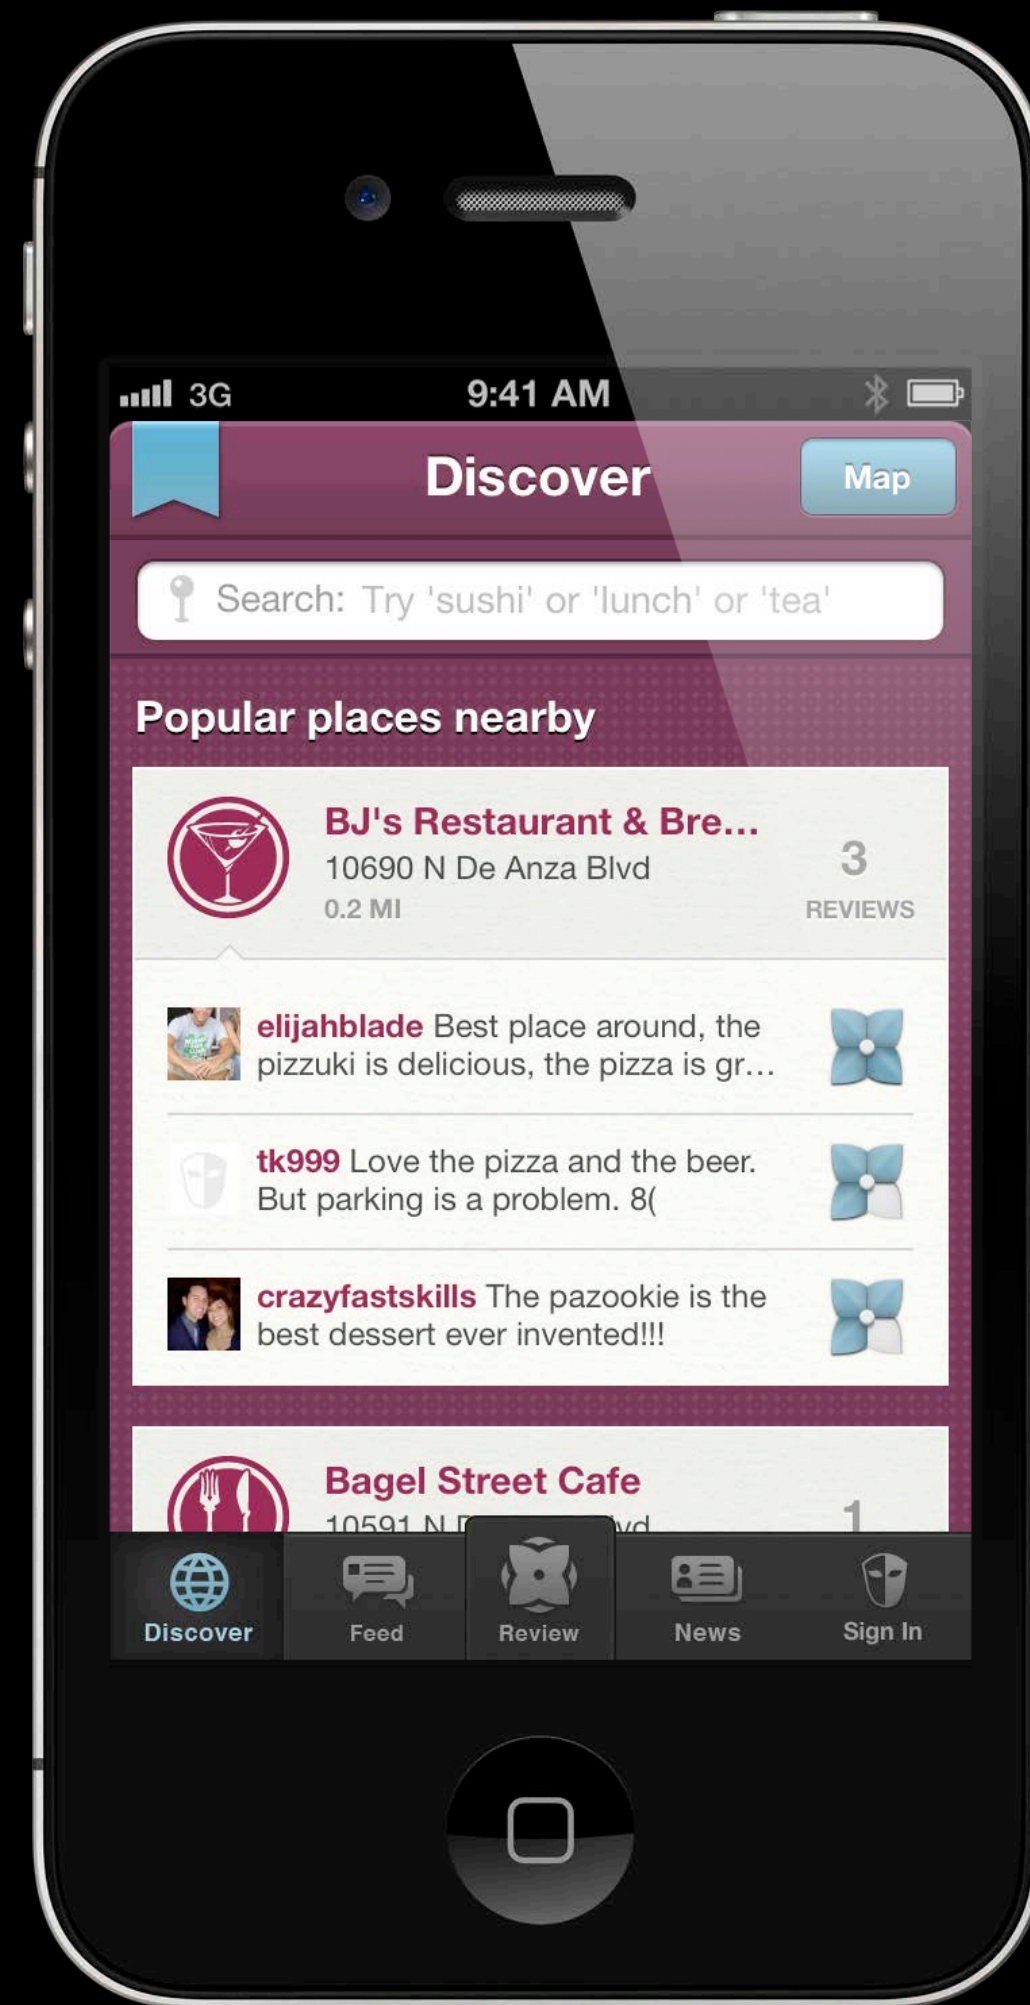 3G 9:41 AM
Discover Map
Search: Try 'sushi' or 'lunch' or 'tea'
Popular places nearby
BJ's Restaurant & Bre...
10690 N De Anza Blvd
0.2 MI
3
REVIEWS
elijahblade Best place around, the
pizzuki is delicious, the pizza is gr...
tk999 Love the pizza and the beer.
But parking is a problem. 8(
crazyfastskills The pazookie is the
best dessert ever invented!!!
Bagel Street Cafe
10591 N
1
Discover Feed Review News Sign In